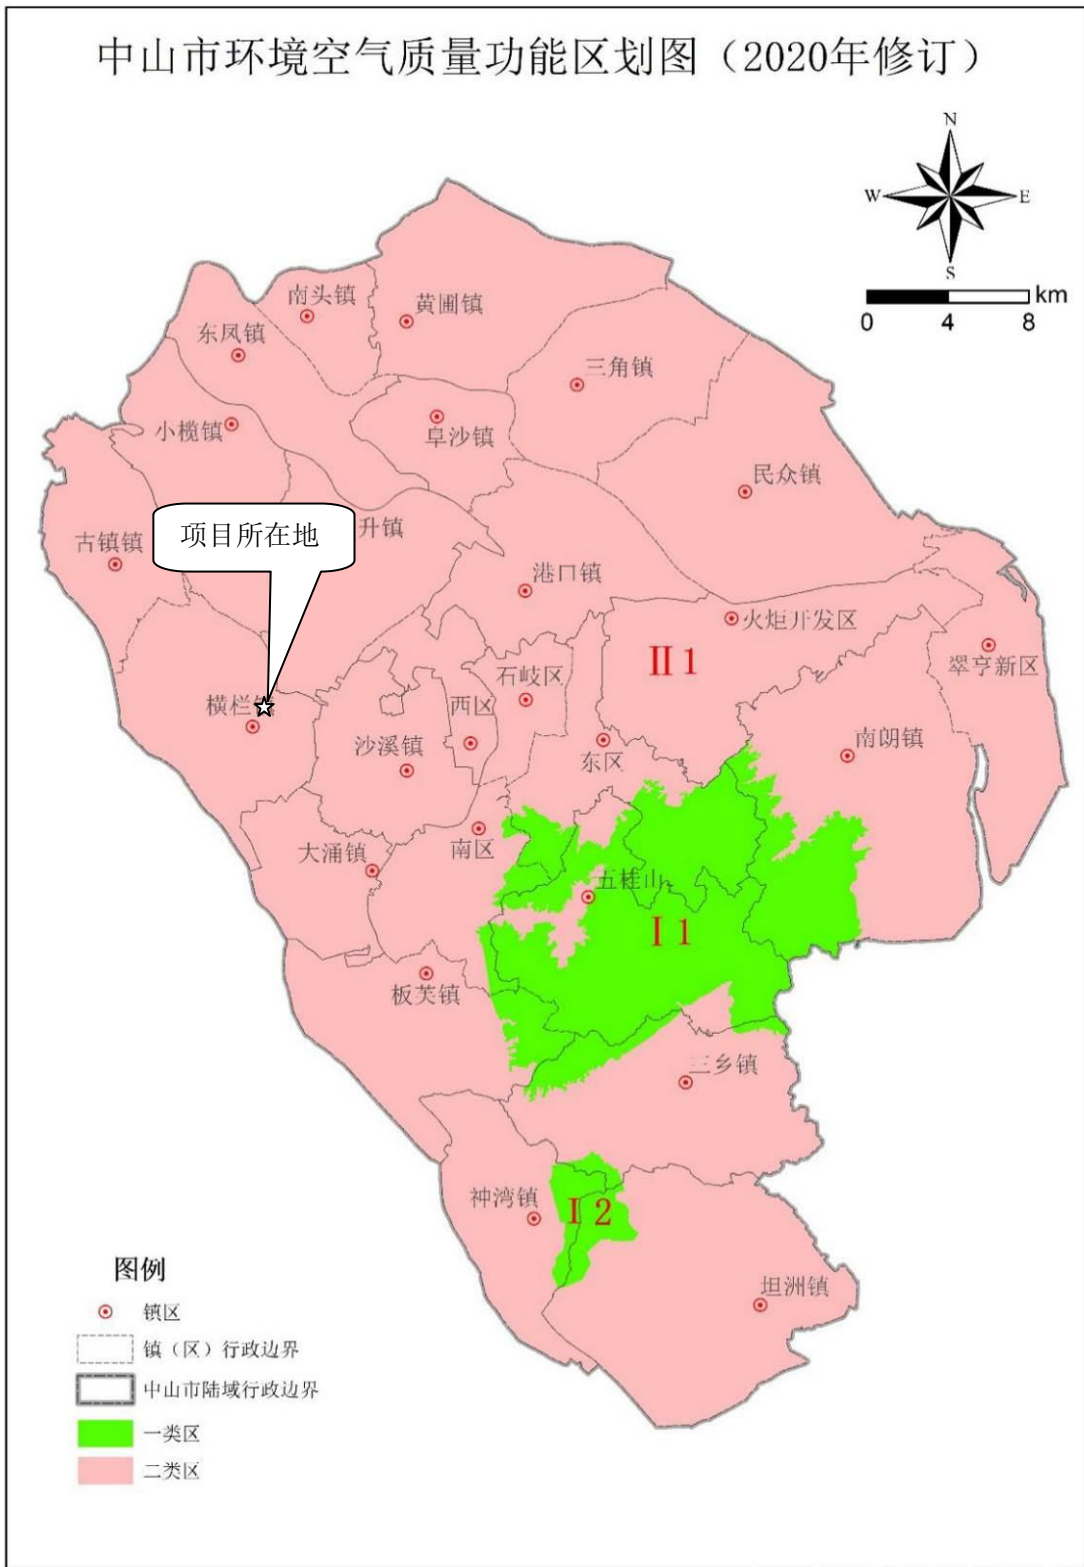 中山市环境空气质量功能区划图（2020年修订）
N
W
E
S
km
0 4 8
南头镇
黄圃镇
东凤镇
三角镇
小榄镇
阜沙镇
民众镇
项目所在地
升镇
古镇镇
港口镇
火炬开发区
翠亨新区
Ⅱ1
石岐区
横栏镇
西区
沙溪镇
东区
南朗镇
南区
大涌镇
五桂山
Ⅰ1
板芙镇
三乡镇
神湾镇
Ⅰ2
坦洲镇
图例
镇区
镇（区）行政边界
中山市陆域行政边界
一类区
二类区